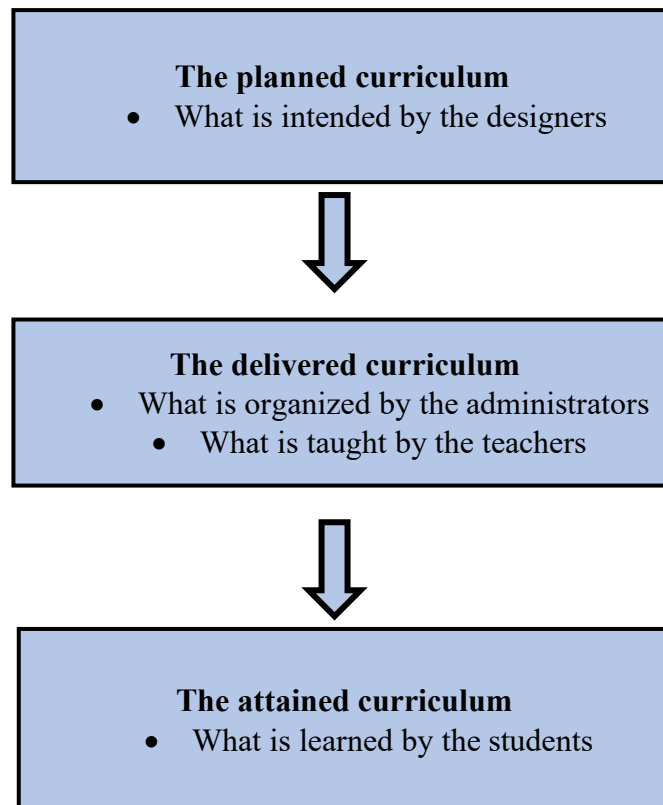 The planned curriculum
• What is intended by the designers
The delivered curriculum
• What is organized by the administrators
• What is taught by the teachers
The attained curriculum
• What is learned by the students